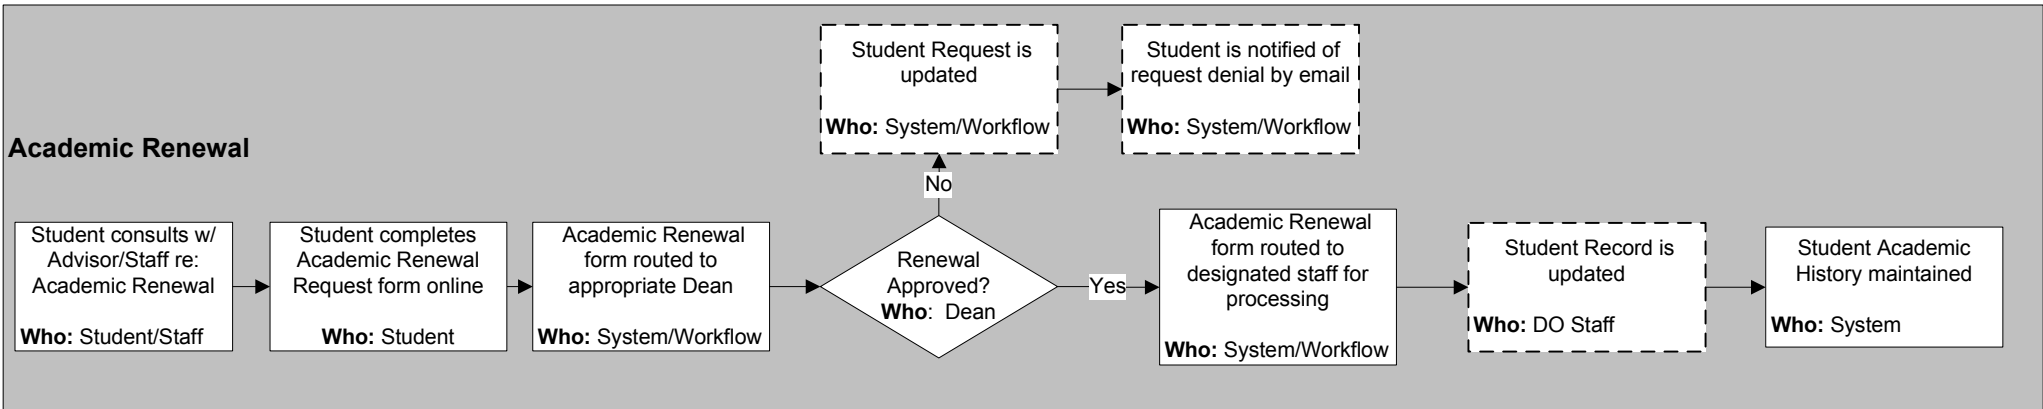 Student Request is
updated
Who: System/Workflow
Student is notified of
request denial by email
Who: System/Workflow
Academic Renewal
No
Student consults w/
Advisor/Staff re:
Academic Renewal
Who: Student/Staff
Student completes
Academic Renewal
Request form online
Who: Student
Academic Renewal
form routed to
appropriate Dean
Who: System/Workflow
Renewal
Approved?
Who:  Dean
Yes
Academic Renewal
form routed to
designated staff for
processing
Who: System/Workflow
Student Record is
updated
Who: DO Staff
Student Academic
History maintained
Who: System